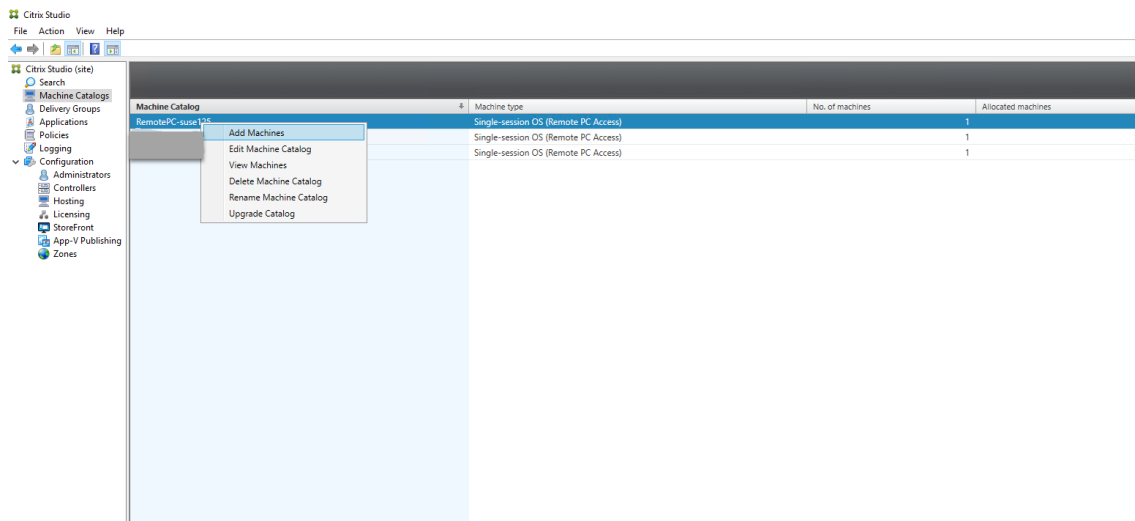 Citrix Studio
File Action View Help
Citrix Studio (site)
Search
Machine Catalogs
Delivery Groups
Applications
Policies
Logging
Configuration
Administrators
Controllers
Hosting
Licensing
StoreFront
App-V Publishing
Zones
Machine Catalog Machine type No. of machines Allocated machines
RemotePC-suse125 Single-session OS (Remote PC Access) 1
Single-session OS (Remote PC Access) 1
Single-session OS (Remote PC Access) 1
Add Machines
Edit Machine Catalog
View Machines
Delete Machine Catalog
Rename Machine Catalog
Upgrade Catalog